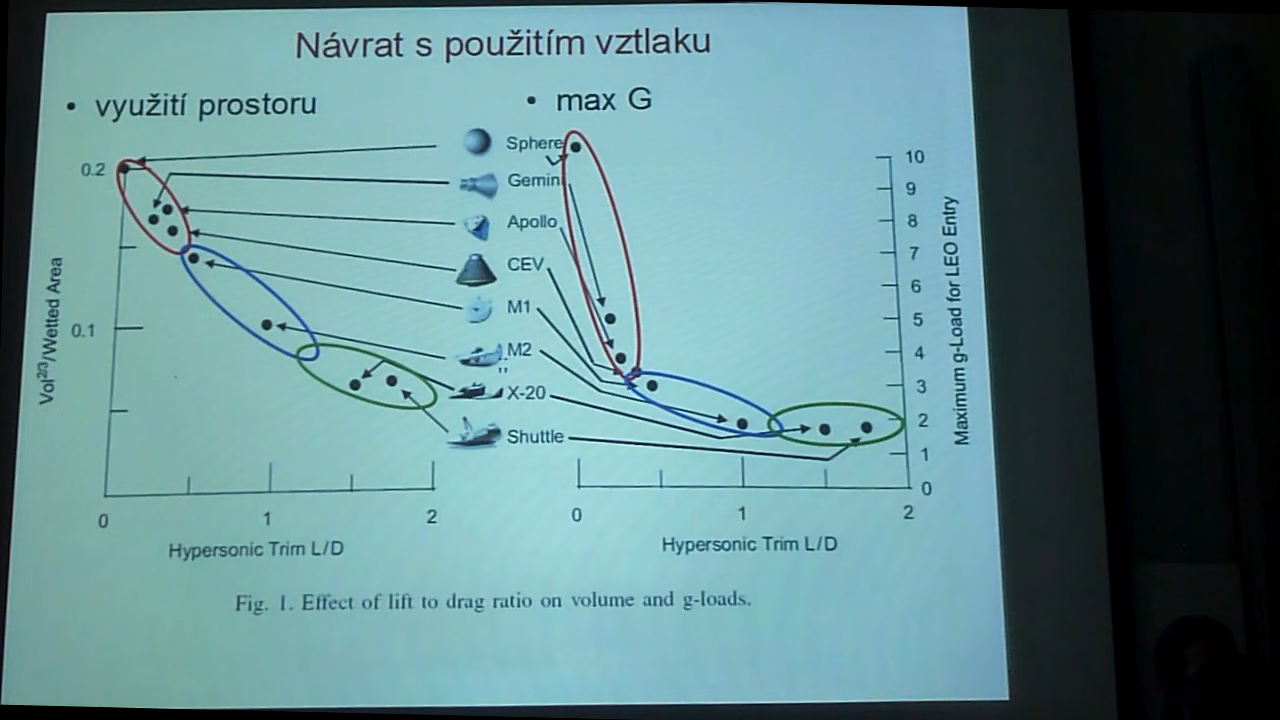 Návrat s použitím vztlaku
• využití prostoru
• max G
0.2
0.1
Vol2/3/Wetted Area
0
1
2
Hypersonic Trim L/D
Sphere
Gemini
Apollo
CEV
M1
M2
X-20
Shuttle
10
9
8
7
6
5
4
3
2
1
0
Maximum g-Load for LEO Entry
0
1
2
Hypersonic Trim L/D
Fig. 1. Effect of lift to drag ratio on volume and g-loads.